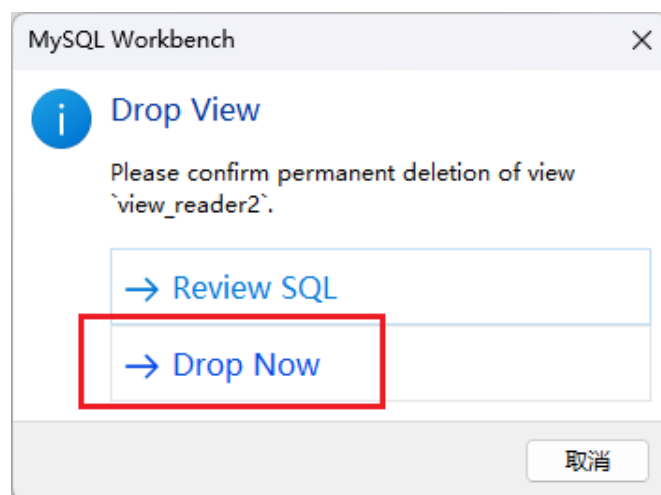 MySQL Workbench
Drop View
Please confirm permanent deletion of view
`view_reader2`.
→ Review SQL
→ Drop Now
取消